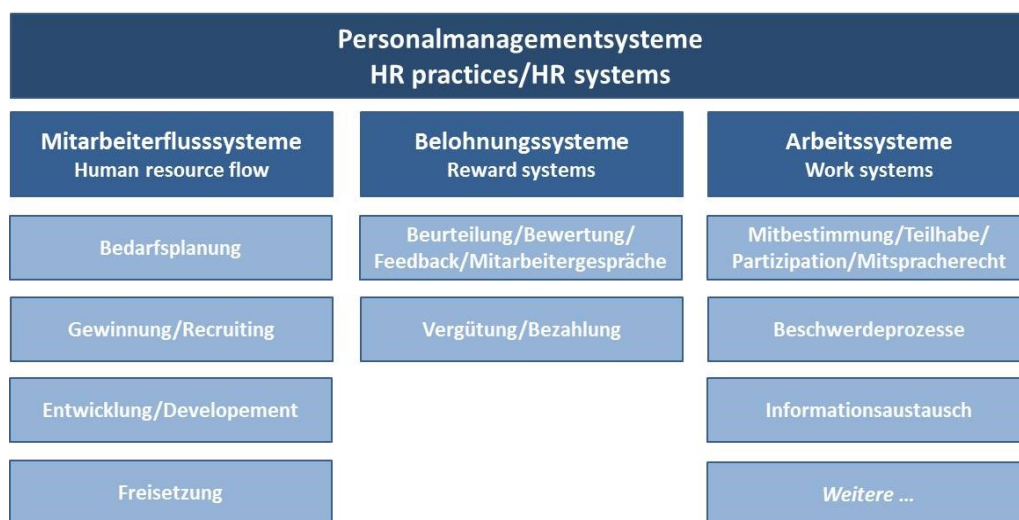 Personalmanagementsysteme
HR practices/HR systems
Mitarbeiterflusssysteme
Human resource flow
Bedarfsplanung
Gewinnung/Recruiting
Entwicklung/Developement
Freisetzung
Belohnungssysteme
Reward systems
Beurteilung/Bewertung/
Feedback/Mitarbeitergespräche
Vergütung/Bezahlung
Arbeitssysteme
Work systems
Mitbestimmung/Teilhabe/
Partizipation/Mitspracherecht
Beschwerdeprozesse
Informationsaustausch
Weitere ...